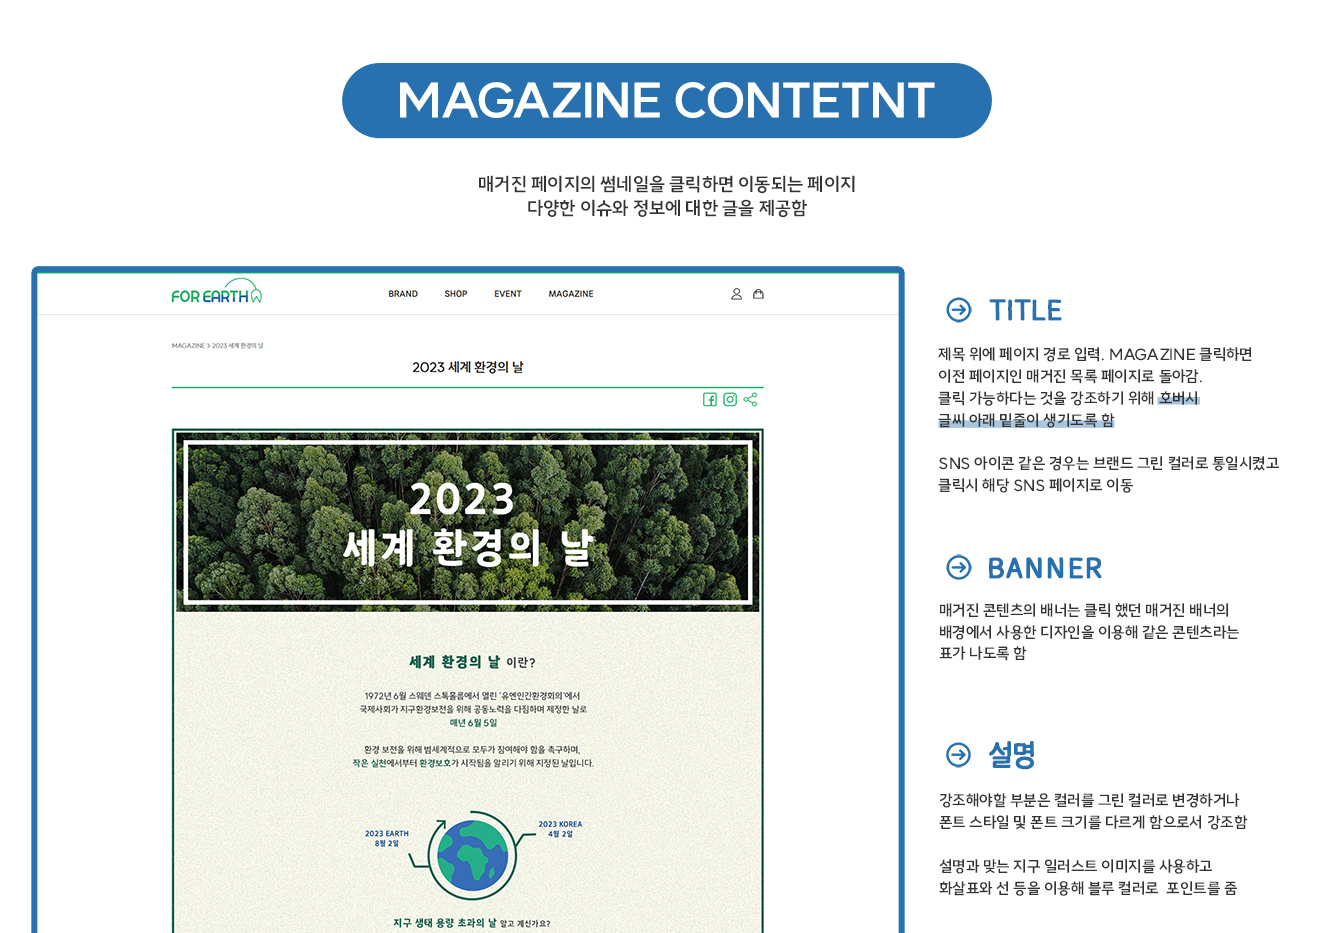 MAGAZINE CONTETNT
매거진 페이지의 썸네일을 클릭하면 이동되는 페이지
다양한 이슈와 정보에 대한 글을 제공함
FOR EARTH
BRAND SHOP EVENT MAGAZINE
MAGAZINE > 2023 세계 환경의 날
2023 세계 환경의 날
2023
세계 환경의 날
세계 환경의 날 이란?
1972년 6월 스웨덴 스톡홀름에서 열린 '유엔인간환경회의'에서
국제사회가 지구환경보전을 위해 공동노력을 다짐하며 제정한 날로
매년 6월 5일
환경 보전을 위해 범세계적으로 모두가 참여해야 함을 촉구하며,
작은 실천에서부터 환경보호가 시작됨을 알리기 위해 지정된 날입니다.
2023 EARTH
8월 2일
2023 KOREA
4월 2일
지구 생태 용량 초과의 날 알고 계신가요?
TITLE
제목 위에 페이지 경로 입력. MAGAZINE 클릭하면
이전 페이지인 매거진 목록 페이지로 돌아감.
클릭 가능하다는 것을 강조하기 위해 호버시
글씨 아래 밑줄이 생기도록 함
SNS 아이콘 같은 경우는 브랜드 그린 컬러로 통일시켰고
클릭시 해당 SNS 페이지로 이동
BANNER
매거진 콘텐츠의 배너는 클릭 했던 매거진 배너의
배경에서 사용한 디자인을 이용해 같은 콘텐츠라는
표가 나도록 함
설명
강조해야할 부분은 컬러를 그린 컬러로 변경하거나
폰트 스타일 및 폰트 크기를 다르게 함으로서 강조함
설명과 맞는 지구 일러스트 이미지를 사용하고
화살표와 선 등을 이용해 블루 컬러로 포인트를 줌